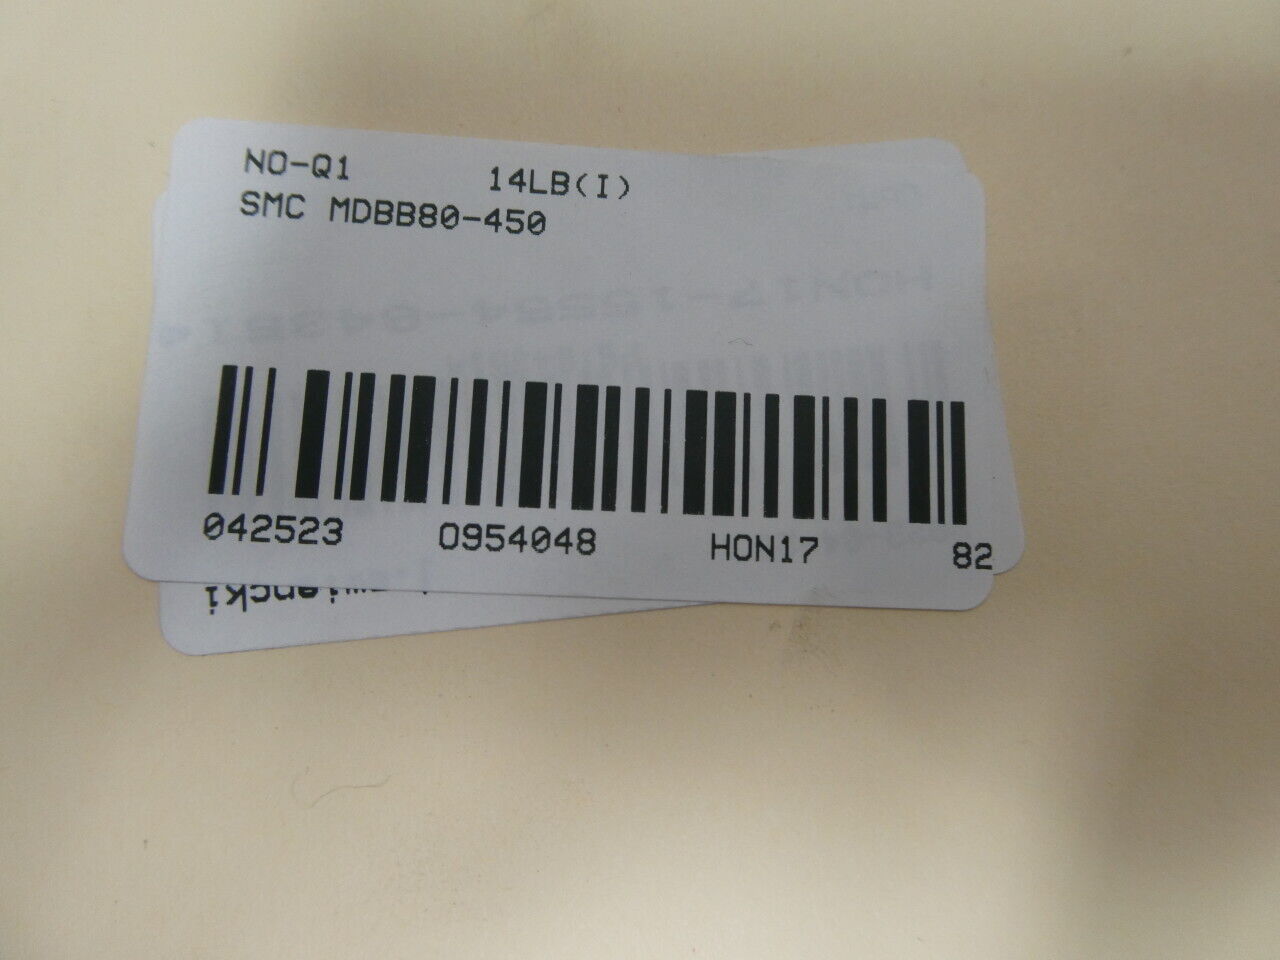 NO-Q1 14LB(I)
SMC MDBB80-450
042523 0954048 HON17 82